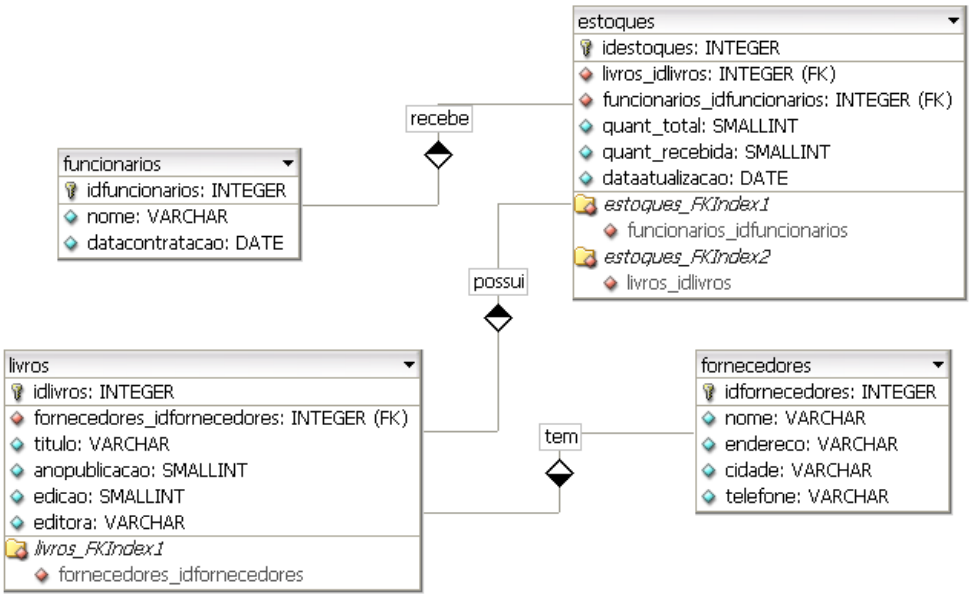 estoques
idestoques: INTEGER
livros_idlivros: INTEGER (FK)
funcionarios_idfuncionarios: INTEGER (FK)
quant_total: SMALLINT
quant_recebida: SMALLINT
dataatualizacao: DATE
estoques_FKIndex1
funcionarios_idfuncionarios
estoques_FKIndex2
livros_idlivros
recebe
funcionarios
idfuncionarios: INTEGER
nome: VARCHAR
datacontratacao: DATE
possui
livros
idlivros: INTEGER
fornecedores_idfornecedores: INTEGER (FK)
titulo: VARCHAR
anopublicacao: SMALLINT
edicao: SMALLINT
editora: VARCHAR
livros_FKIndex1
fornecedores_idfornecedores
tem
fornecedores
idfornecedores: INTEGER
nome: VARCHAR
endereco: VARCHAR
cidade: VARCHAR
telefone: VARCHAR